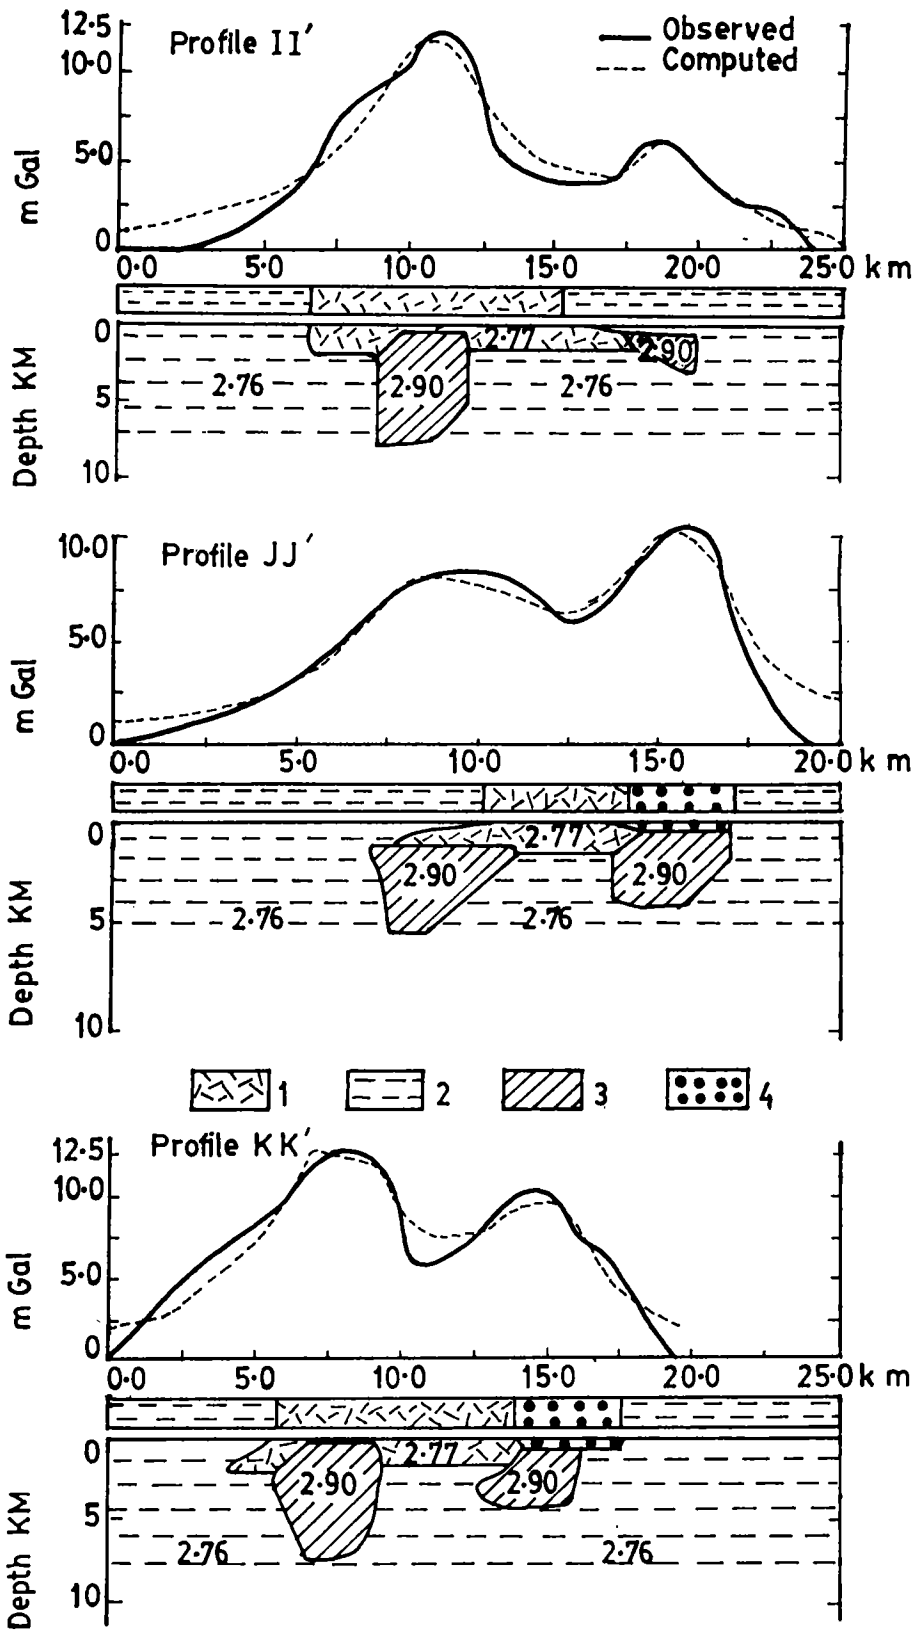 Profile II′
Observed
Computed
12.5
10.0
5.0
0
m Gal
0.0 5.0 10.0 15.0 20.0 25.0 km
0
5
10
Depth KM
2.77
2.90
2.76
2.90
2.76
Profile JJ′
10.0
5.0
0
m Gal
0.0 5.0 10.0 15.0 20.0 km
0
5
10
Depth KM
2.77
2.90
2.90
2.76
2.76
1 2 3 4
Profile KK′
12.5
10.0
5.0
0
m Gal
0.0 5.0 10.0 15.0 20.0 25.0 km
0
5
10
Depth KM
2.77
2.90
2.90
2.76
2.76